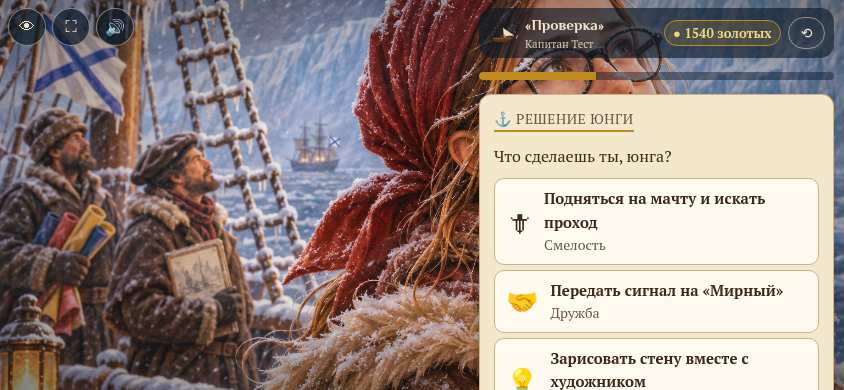 «Проверка»
Капитан Тест
1540 золотых
РЕШЕНИЕ ЮНГИ
Что сделаешь ты, юнга?
Подняться на мачту и искать
проход
Смелость
Передать сигнал на «Мирный»
Дружба
Зарисовать стену вместе с
художником